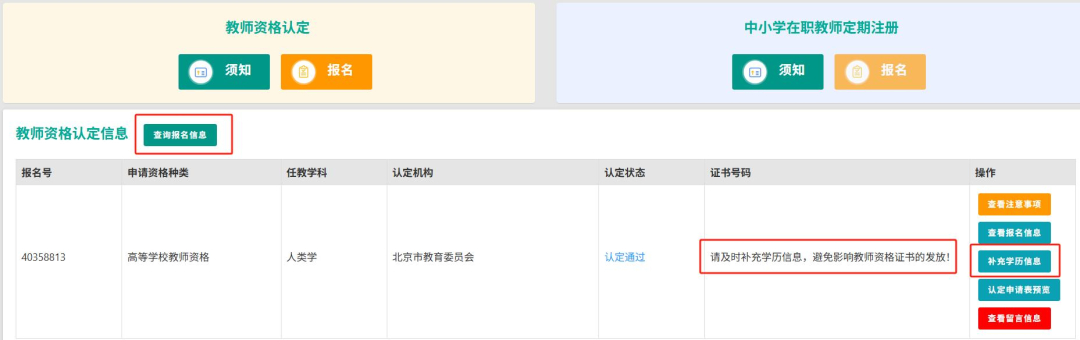 教师资格认定
中小学在职教师定期注册
须知
报名
须知
报名
教师资格认定信息
查询报名信息
报名号 申请资格种类 任教学科 认定机构 认定状态 证书号码 操作
40358813 高等学校教师资格 人类学 北京市教育委员会 认定通过 请及时补充学历信息，避免影响教师资格证书的发放！
查看注意事项
查看报名信息
补充学历信息
认定申请表预览
查看留言信息